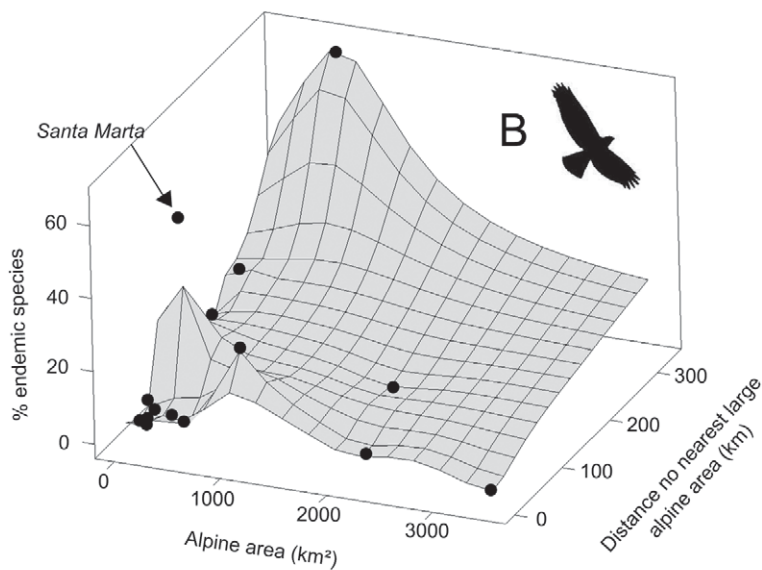 Santa Marta
B
% endemic species
60
40
20
0
0
1000
2000
3000
Alpine area (km²)
0
100
200
300
Distance no nearest large
alpine area (km)